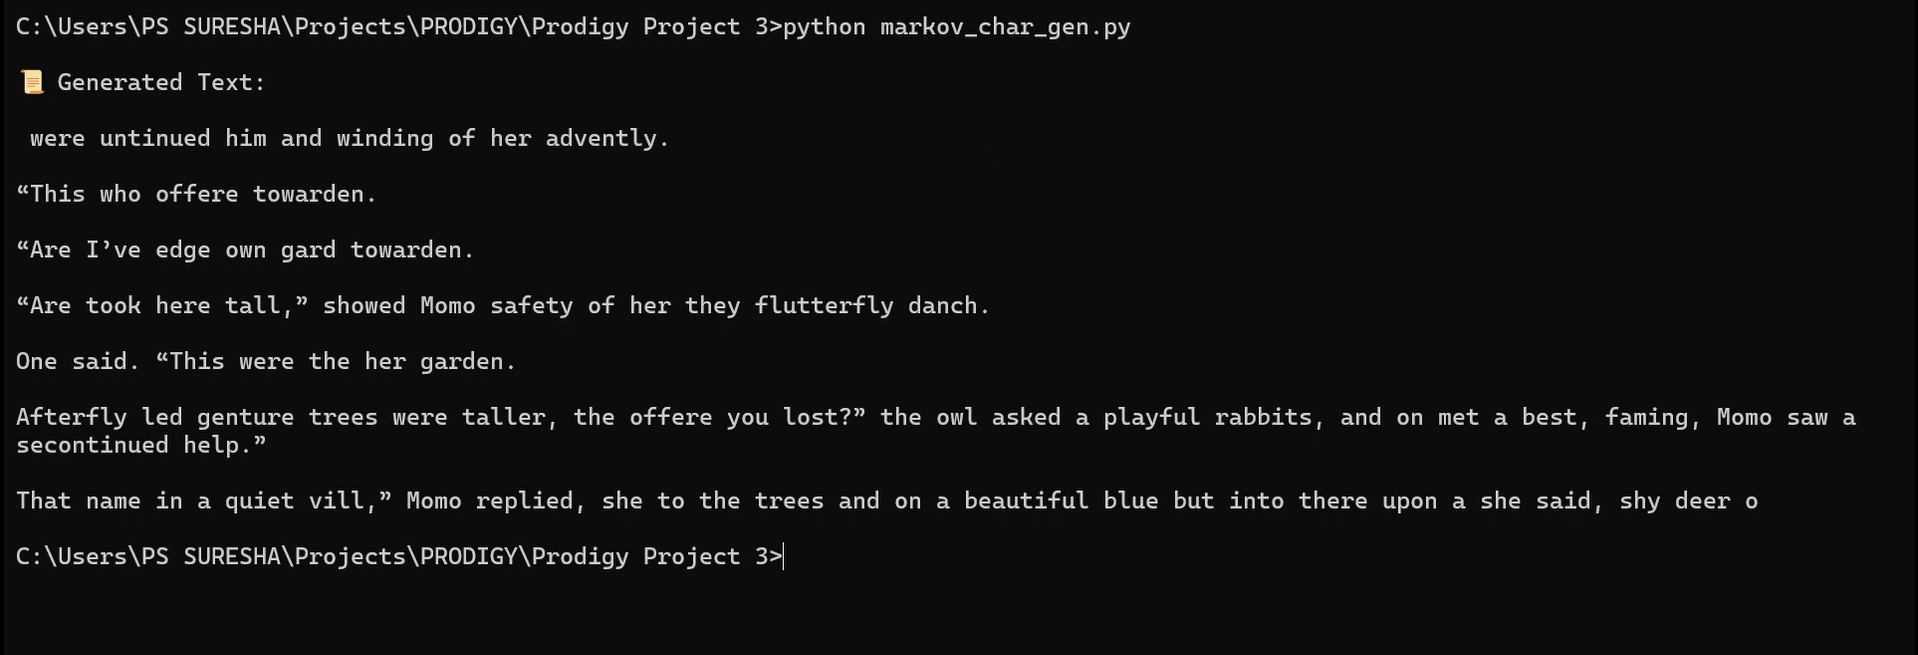 C:\Users\PS SURESHA\Projects\PRODIGY\Prodigy Project 3>python markov_char_gen.py
📜 Generated Text:
were untinued him and winding of her advently.
“This who offere towarden.
“Are I’ve edge own gard towarden.
“Are took here tall,” showed Momo safety of her they flutterfly danch.
One said. “This were the her garden.
Afterfly led genture trees were taller, the offere you lost?” the owl asked a playful rabbits, and on met a best, faming, Momo saw a
secontinued help.”
That name in a quiet vill,” Momo replied, she to the trees and on a beautiful blue but into there upon a she said, shy deer o
C:\Users\PS SURESHA\Projects\PRODIGY\Prodigy Project 3>